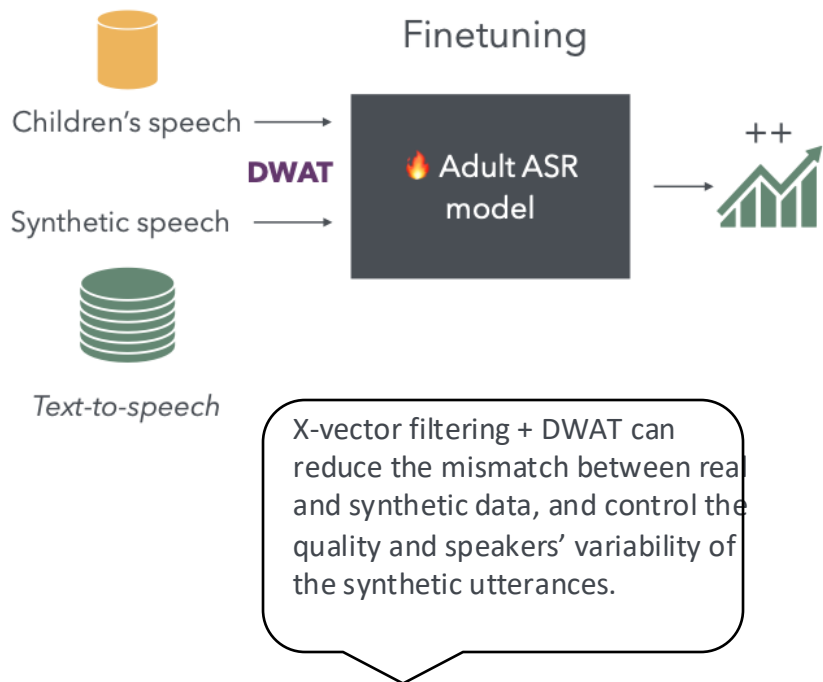 Finetuning
Children's speech
++
DWAT
🔥 Adult ASR
model
Synthetic speech
Text-to-speech
X-vector filtering + DWAT can
reduce the mismatch between real
and synthetic data, and control the
quality and speakers' variability of
the synthetic utterances.